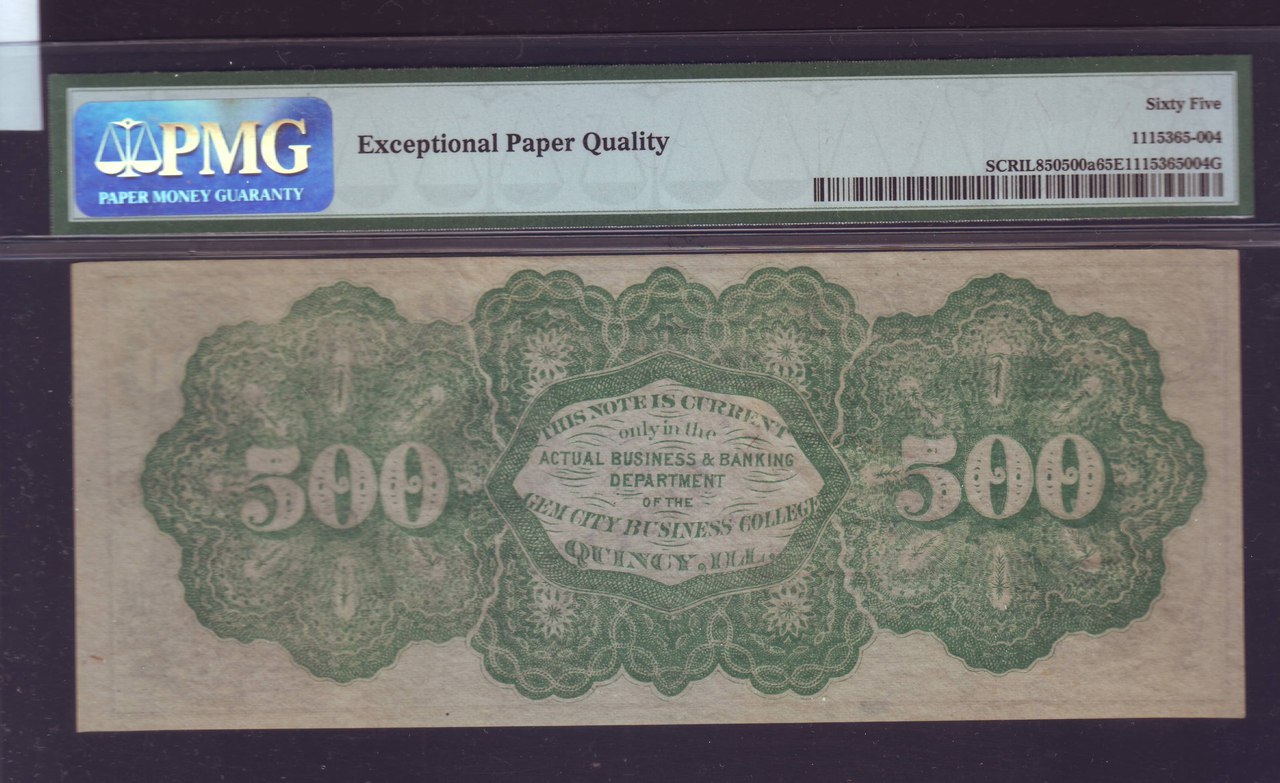 PMG
PAPER MONEY GUARANTY
Exceptional Paper Quality
Sixty Five
1115365-004
SCRIL850500a65E1115365004G
500
THIS NOTE IS CURRENT
only in the
ACTUAL BUSINESS & BANKING
DEPARTMENT
OF THE
GEM CITY BUSINESS COLLEGE
QUINCY, ILL.
500